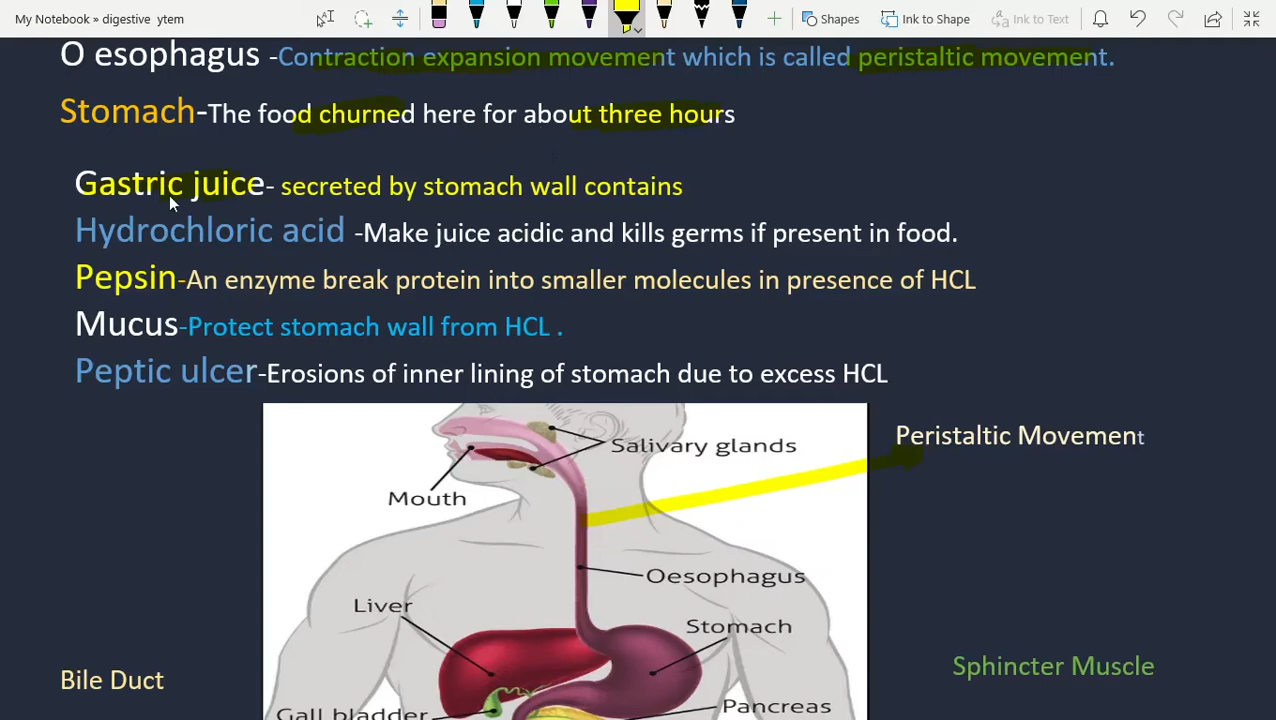 My Notebook » digestive ytem
Shapes
Ink to Shape
Ink to Text
O esophagus -Contraction expansion movement which is called peristaltic movement.
Stomach-The food churned here for about three hours
Gastric juice- secreted by stomach wall contains
Hydrochloric acid -Make juice acidic and kills germs if present in food.
Pepsin-An enzyme break protein into smaller molecules in presence of HCL
Mucus-Protect stomach wall from HCL .
Peptic ulcer-Erosions of inner lining of stomach due to excess HCL
Salivary glands
Peristaltic Movement
Mouth
Oesophagus
Liver
Stomach
Bile Duct
Sphincter Muscle
Gall bladder
Pancreas